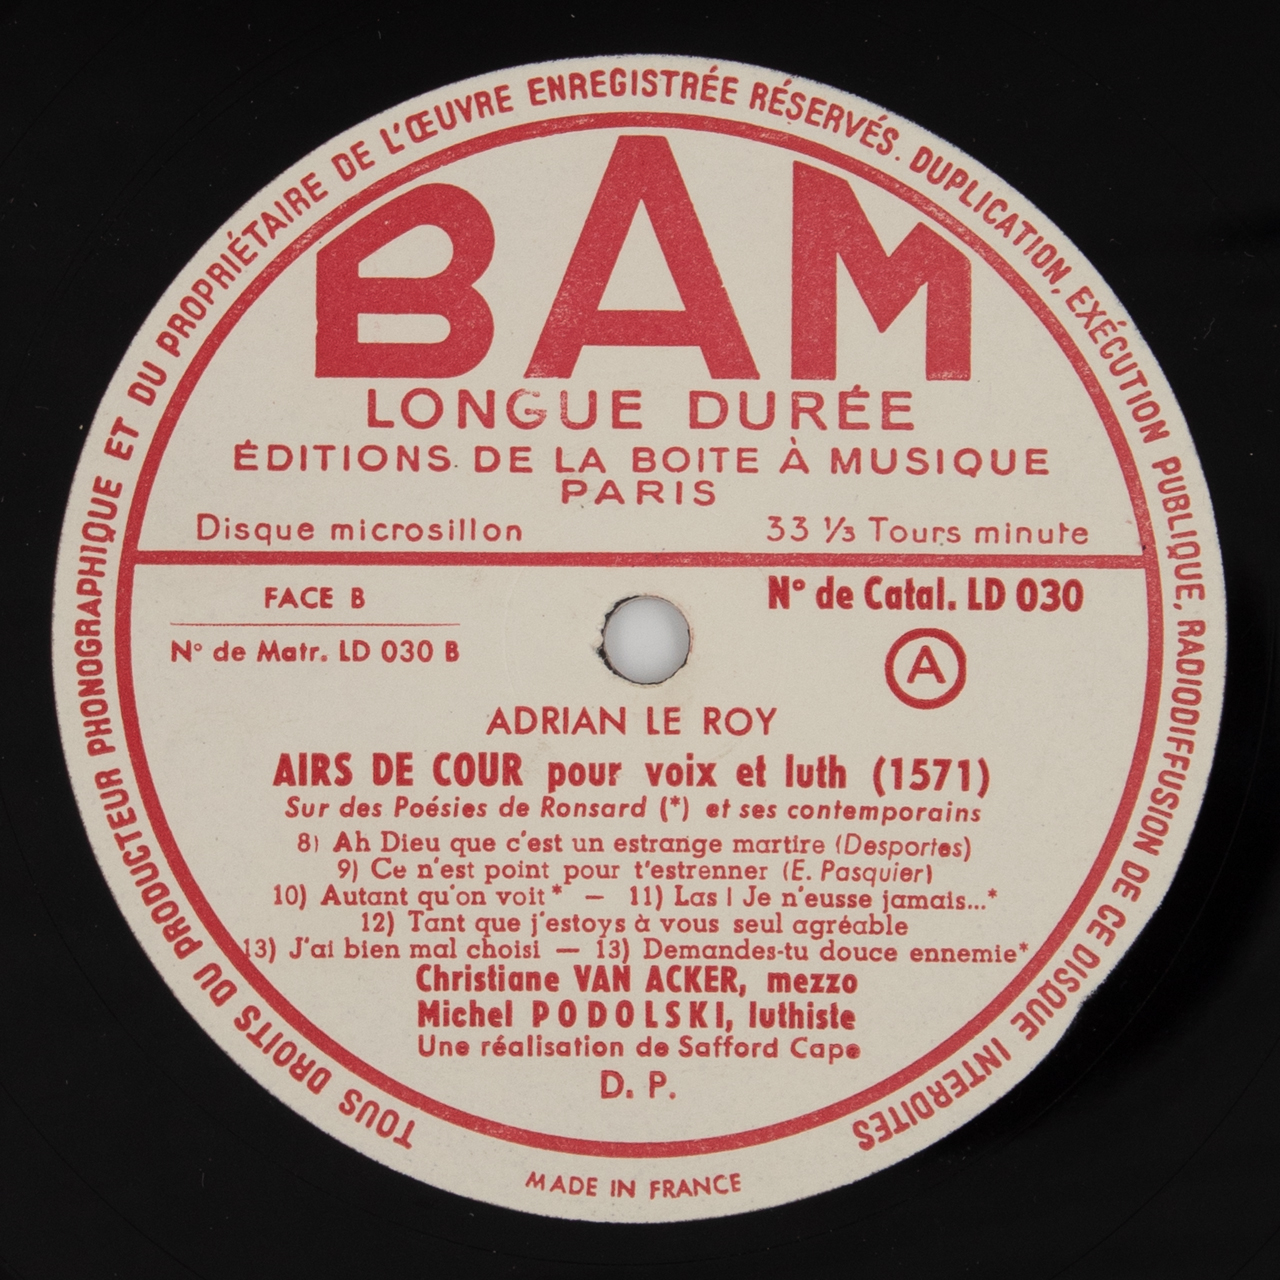 TOUS DROITS DU PRODUCTEUR PHONOGRAPHIQUE ET DU PROPRIÉTAIRE DE L'ŒUVRE ENREGISTRÉE RÉSERVÉS. DUPLICATION, EXÉCUTION PUBLIQUE, RADIODIFFUSION DE CE DISQUE INTERDITES
BAM
LONGUE DURÉE
ÉDITIONS DE LA BOITE À MUSIQUE
PARIS
Disque microsillon 33 1/3 Tours minute
FACE B
N° de Catal. LD 030
N° de Matr. LD 030 B
A
ADRIAN LE ROY
AIRS DE COUR pour voix et luth (1571)
Sur des Poésies de Ronsard (*) et ses contemporains
8) Ah Dieu que c'est un estrange martire (Desportes)
9) Ce n'est point pour t'estrenner (E. Pasquier)
10) Autant qu'on voit* — 11) Las ! Je n'eusse jamais...*
12) Tant que j'estoys à vous seul agréable
13) J'ai bien mal choisi — 13) Demandes-tu douce ennemie*
Christiane VAN ACKER, mezzo
Michel PODOLSKI, luthiste
Une réalisation de Safford Cape
D. P.
MADE IN FRANCE